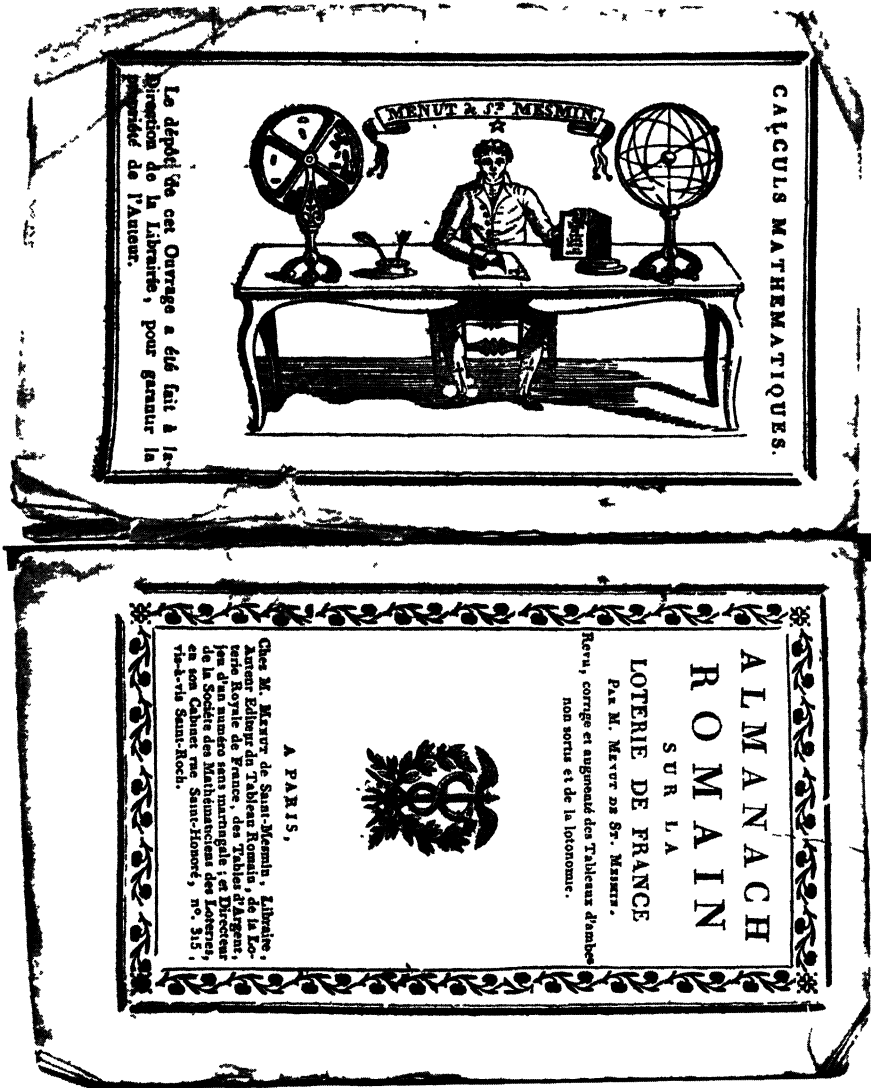 CALCULS MATHEMATIQUES.
MENUT & St. MESMIN.
Le dépôt de cet Ouvrage a été fait à la
Direction de la Librairie, pour garantir la
propriété de l'Auteur.
ALMANACH
ROMAIN
SUR LA
LOTERIE DE FRANCE
PAR M. MENUT DE ST. MESMIN.
Revu, corrigé et augmenté des Tableaux d'ambes
non sortis et de la lotonomie.
A PARIS,
Chez M. MENUT de Saint-Mesmin, Libraire,
Auteur Editeur du Tableau Romain, de la Lo-
terie Royale de France, des Tables d'Argent,
jeu d'un numéro sans martingale; et Directeur
de la Société des Mathématiciens des Loteries,
en son Cabinet rue Saint-Honoré, n°. 315,
vis-à-vis Saint-Roch.